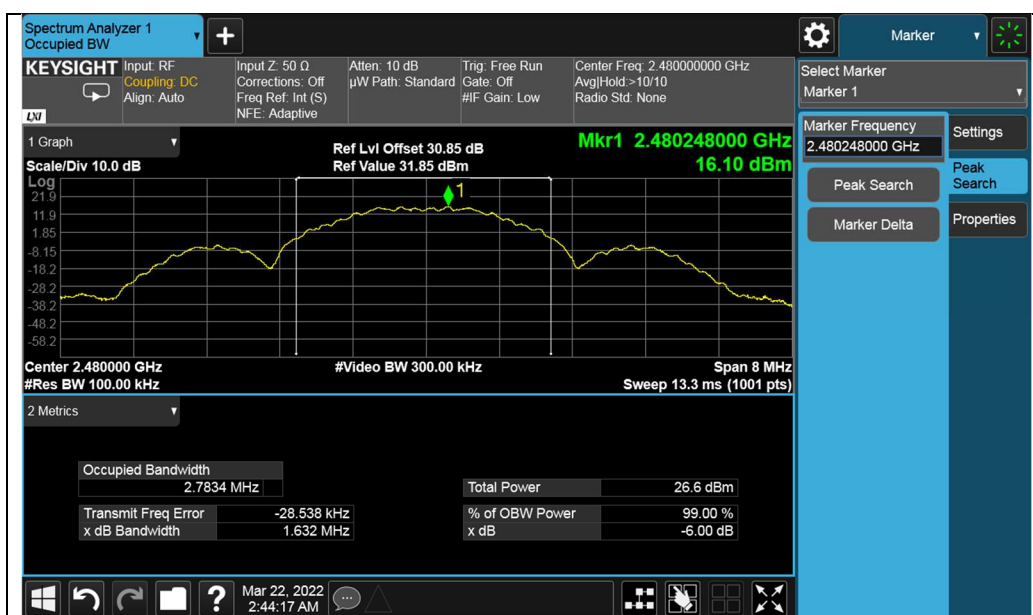 Spectrum Analyzer 1
Occupied BW
+
Marker
KEYSIGHT
LXI
Input: RF
Coupling: DC
Align: Auto
Input Z: 50 Ω
Corrections: Off
Freq Ref: Int (S)
NFE: Adaptive
Atten: 10 dB
µW Path: Standard
Trig: Free Run
Gate: Off
#IF Gain: Low
Center Freq: 2.480000000 GHz
Avg|Hold:>10/10
Radio Std: None
Select Marker
Marker 1
Marker Frequency
2.480248000 GHz
Peak Search
Marker Delta
Settings
Peak
Search
Properties
1 Graph
Scale/Div 10.0 dB
Ref Lvl Offset 30.85 dB
Ref Value 31.85 dBm
Mkr1 2.480248000 GHz
16.10 dBm
Log
21.9
11.9
1.85
-8.15
-18.2
-28.2
-38.2
-48.2
-58.2
1
Center 2.480000 GHz
#Video BW 300.00 kHz
Span 8 MHz
#Res BW 100.00 kHz
Sweep 13.3 ms (1001 pts)
2 Metrics
Occupied Bandwidth
2.7834 MHz
Total Power 26.6 dBm
Transmit Freq Error -28.538 kHz
% of OBW Power 99.00 %
x dB Bandwidth 1.632 MHz
x dB -6.00 dB
?
Mar 22, 2022
2:44:17 AM